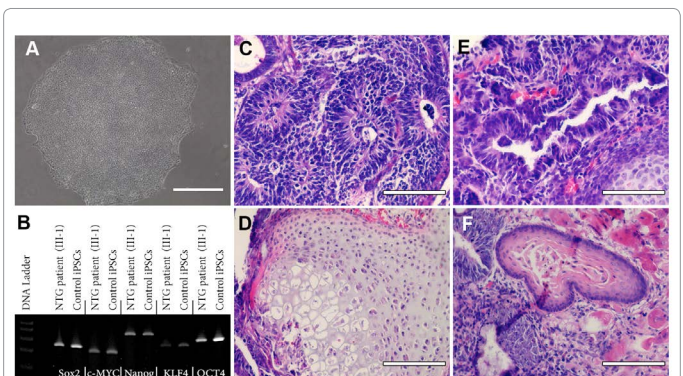 A
C
E
B
DNA Ladder
NTG patient (III-1)
Control iPSCs
NTG patient (III-1)
Control iPSCs
NTG patient (III-1)
Control iPSCs
NTG patient (III-1)
Control iPSCs
NTG patient (III-1)
Control iPSCs
D
F
Sox2 | c-MYC | Nanog | KLF4 | OCT4